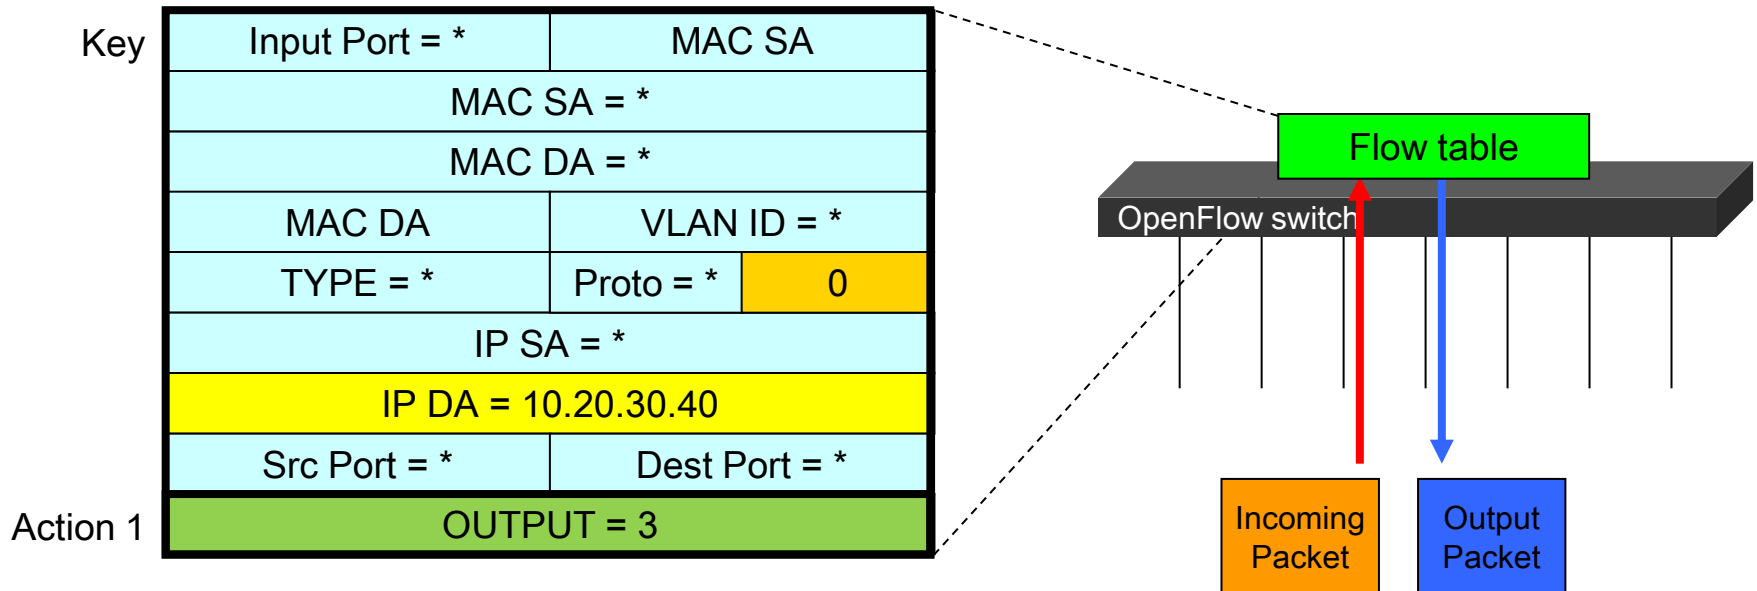 Key
Input Port = *
MAC SA
MAC SA = *
MAC DA = *
MAC DA
VLAN ID = *
TYPE = *
Proto = *
0
IP SA = *
IP DA = 10.20.30.40
Src Port = *
Dest Port = *
Action 1
OUTPUT = 3
Flow table
OpenFlow switch
Incoming
Packet
Output
Packet